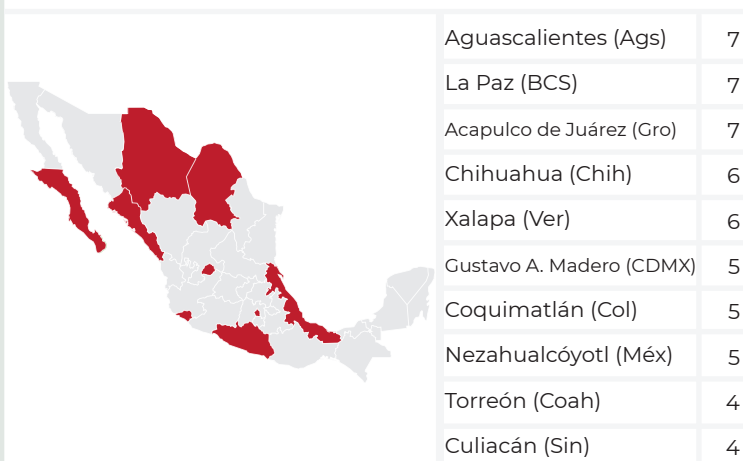 Aguascalientes (Ags) 7
La Paz (BCS) 7
Acapulco de Juárez (Gro) 7
Chihuahua (Chih) 6
Xalapa (Ver) 6
Gustavo A. Madero (CDMX) 5
Coquimatlán (Col) 5
Nezahualcóyotl (Méx) 5
Torreón (Coah) 4
Culiacán (Sin) 4